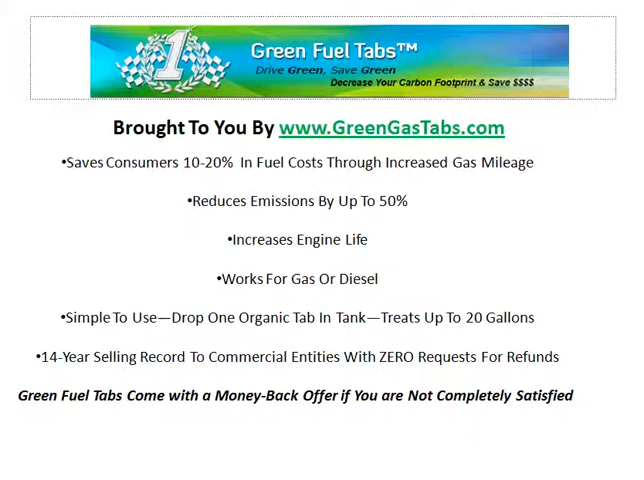 1
Green Fuel Tabs™
Drive Green, Save Green
Decrease Your Carbon Footprint & Save $$$$
Brought To You By www.GreenGasTabs.com
•Saves Consumers 10-20% In Fuel Costs Through Increased Gas Mileage
•Reduces Emissions By Up To 50%
•Increases Engine Life
•Works For Gas Or Diesel
•Simple To Use—Drop One Organic Tab In Tank—Treats Up To 20 Gallons
•14-Year Selling Record To Commercial Entities With ZERO Requests For Refunds
Green Fuel Tabs Come with a Money-Back Offer if You are Not Completely Satisfied